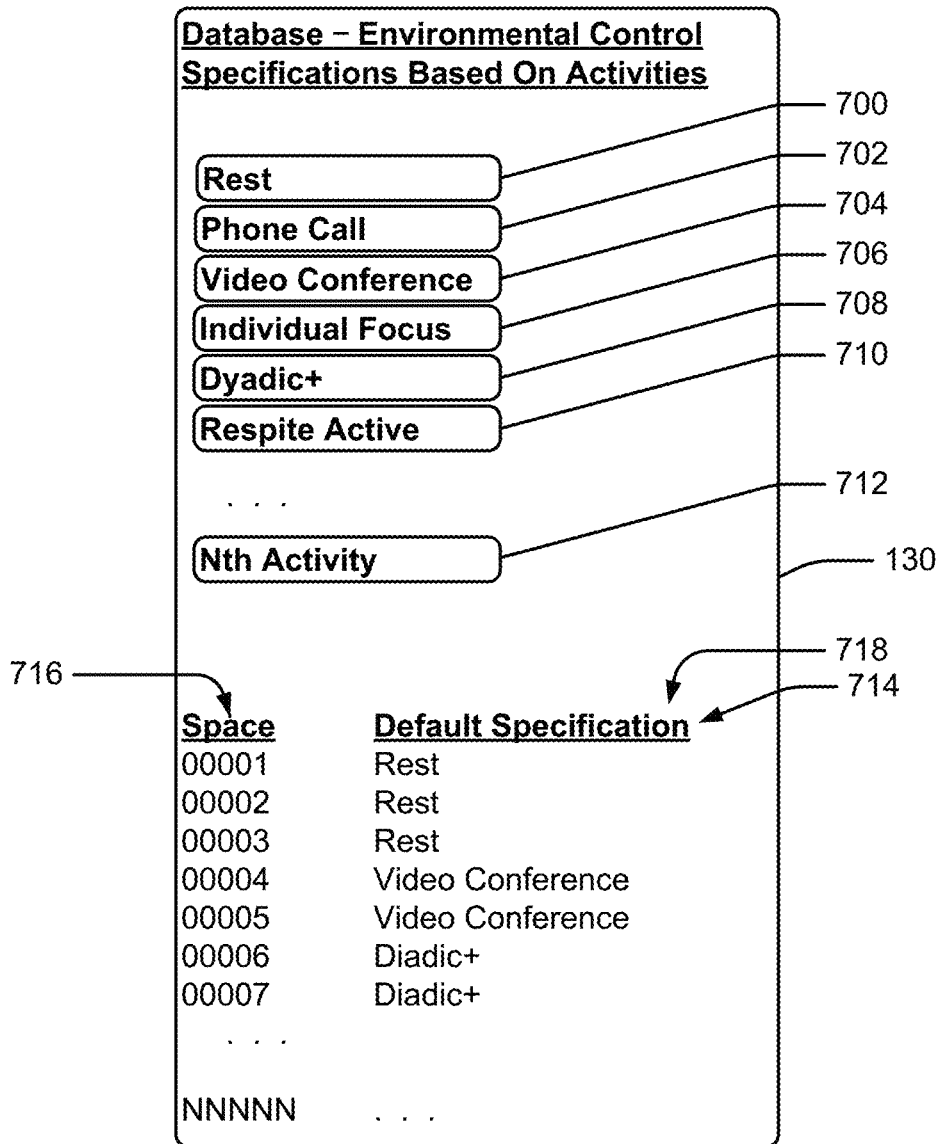 Database – Environmental Control
Specifications Based On Activities
700
Rest
702
Phone Call
704
Video Conference
706
Individual Focus
708
Dyadic+
710
Respite Active
. . .
712
Nth Activity
130
718
716
714
Space Default Specification
00001 Rest
00002 Rest
00003 Rest
00004 Video Conference
00005 Video Conference
00006 Diadic+
00007 Diadic+
. . .
NNNNN . . .